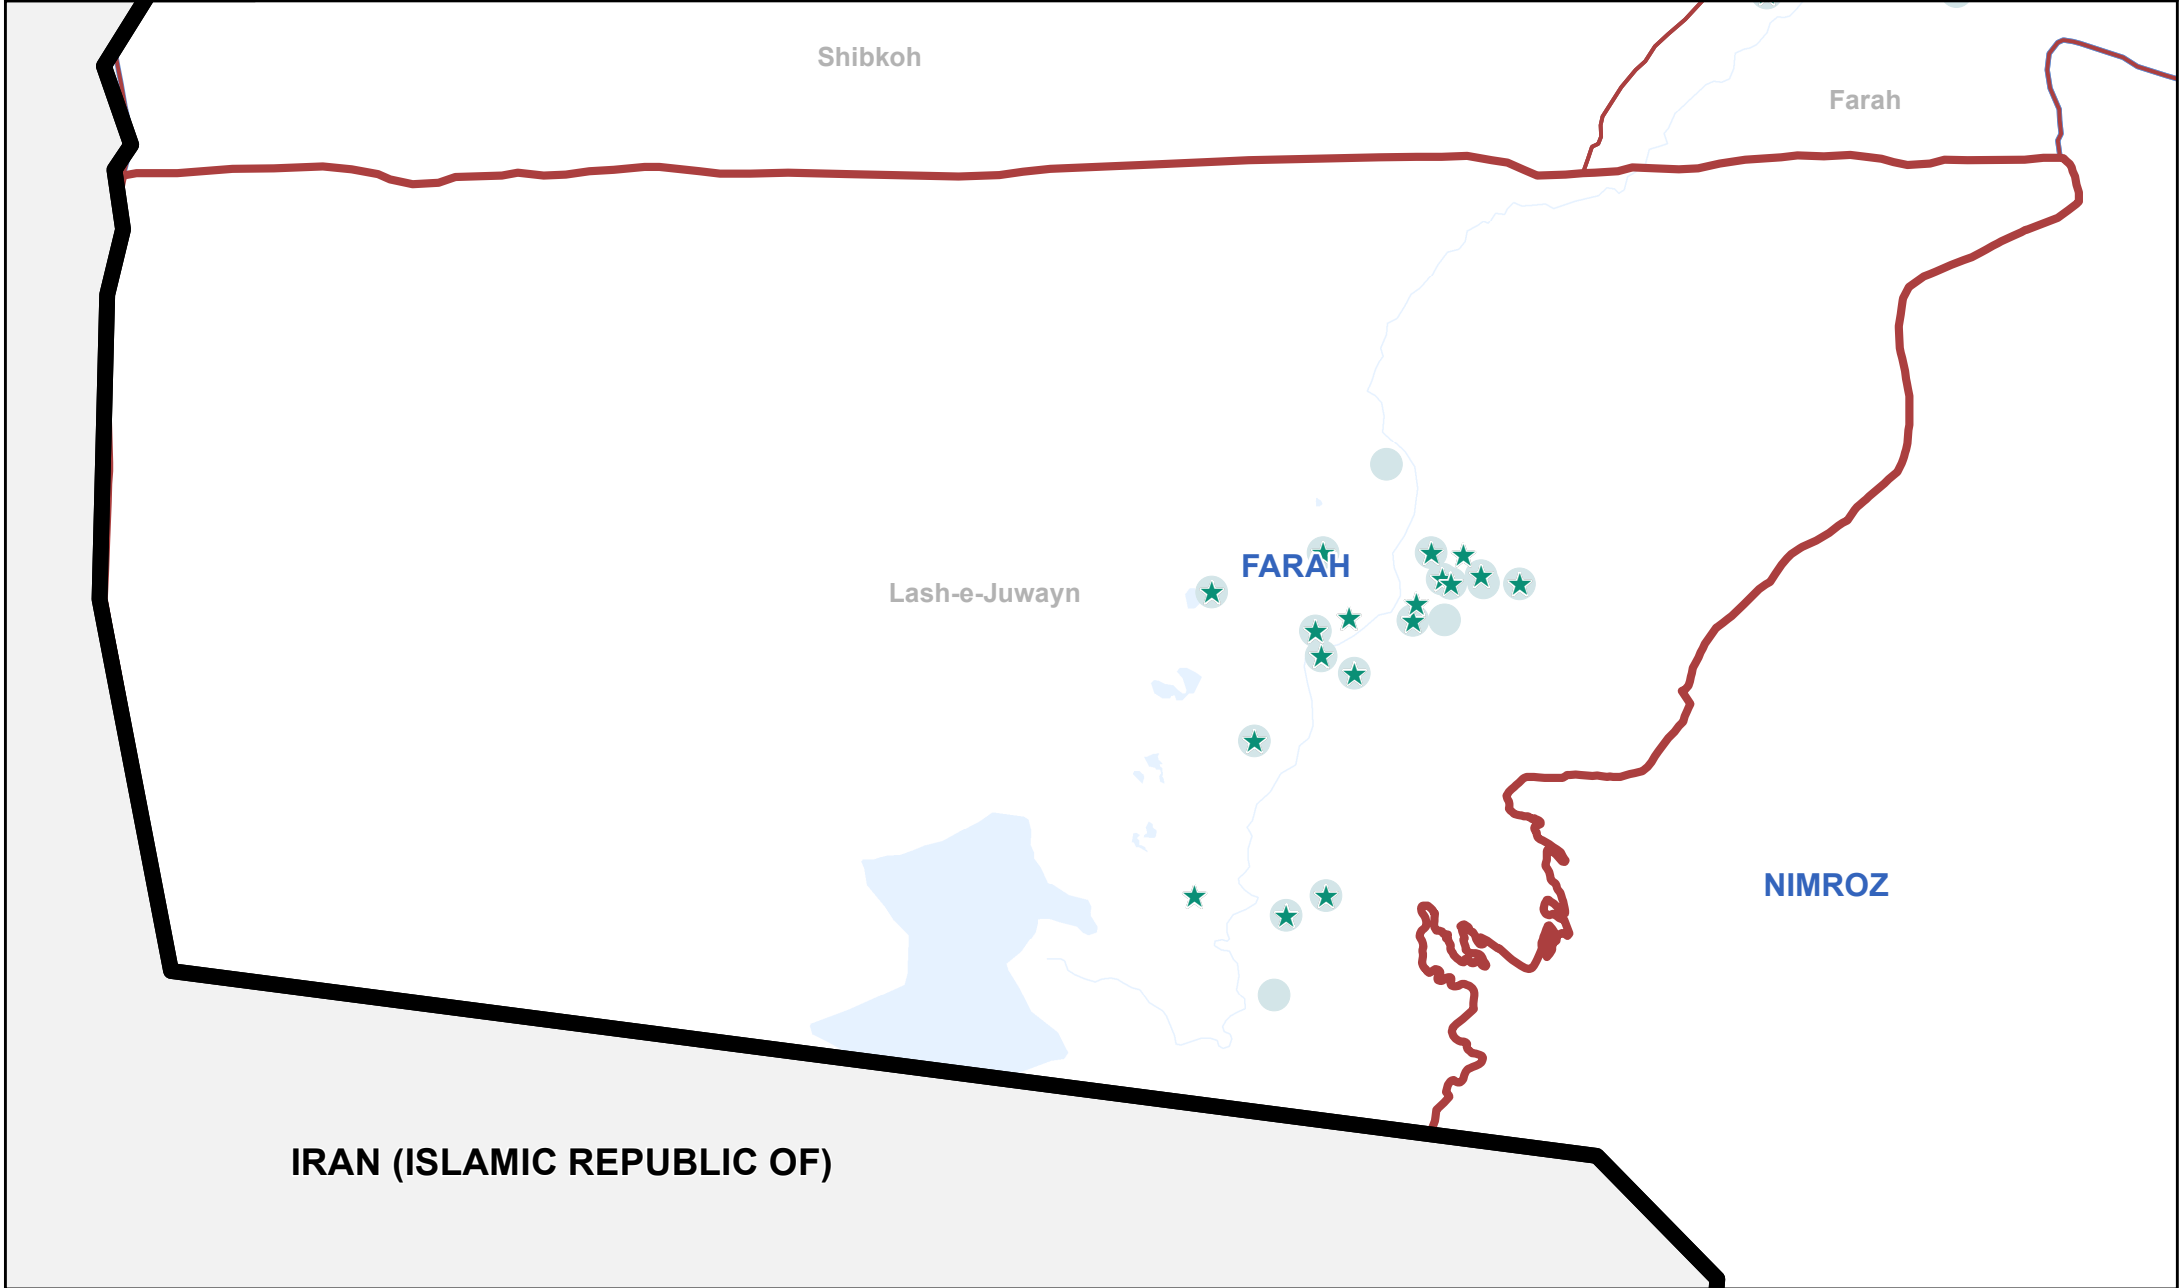 Shibkoh
Farah
FARAH
Lash-e-Juwayn
NIMROZ
IRAN (ISLAMIC REPUBLIC OF)